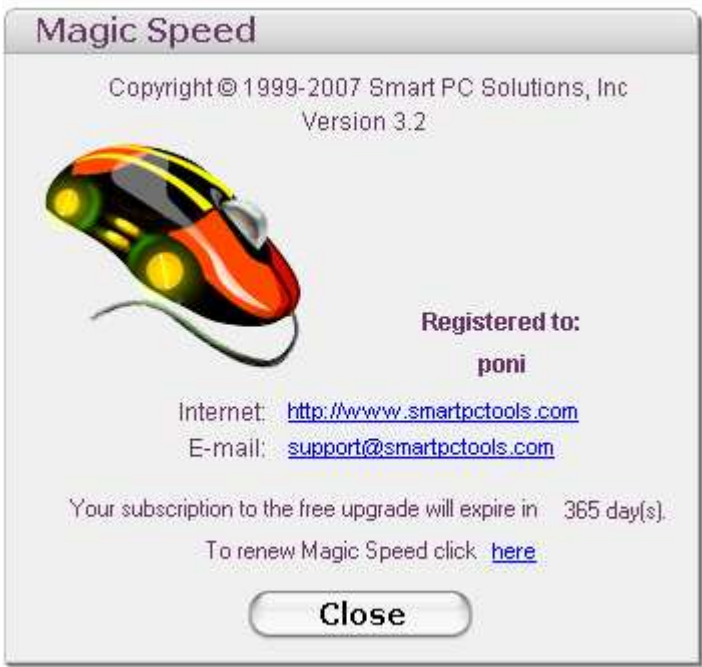 Magic Speed
Copyright © 1999-2007 Smart PC Solutions, Inc
Version 3.2
Registered to:
poni
Internet: http://www.smartpctools.com
E-mail: support@smartpctools.com
Your subscription to the free upgrade will expire in 365 day(s).
To renew Magic Speed click here
Close